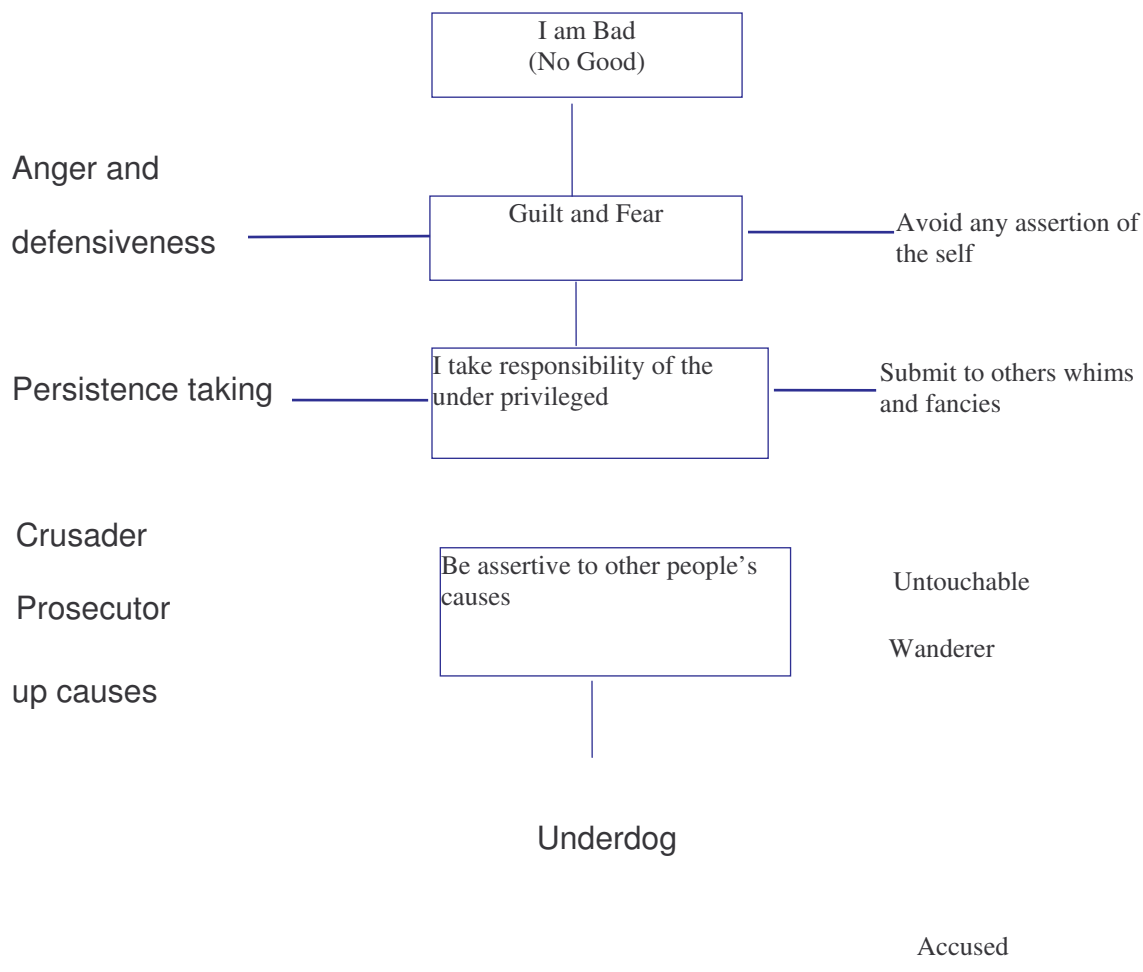 I am Bad
(No Good)
Anger and
defensiveness
Guilt and Fear
Avoid any assertion of
the self
Persistence taking
I take responsibility of the
under privileged
Submit to others whims
and fancies
Crusader
Prosecutor
up causes
Be assertive to other people's
causes
Untouchable
Wanderer
Underdog
Accused